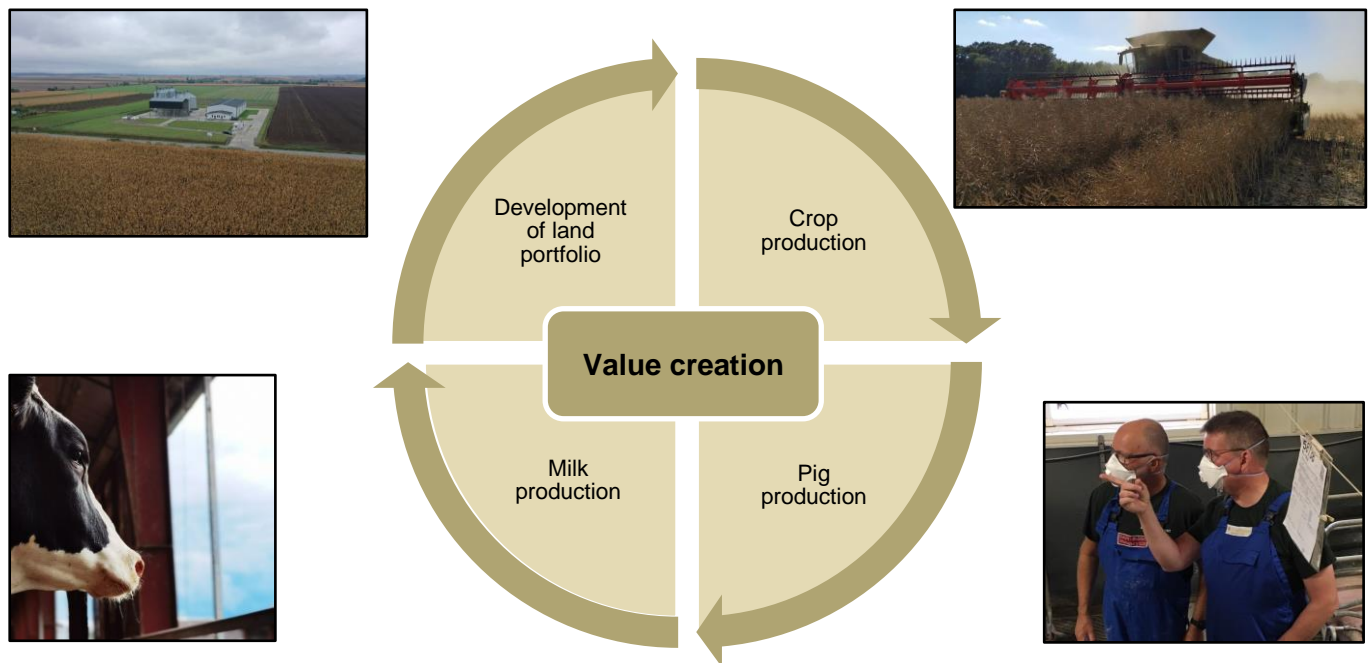 Development
of land
portfolio
Crop
production
Value creation
Milk
production
Pig
production